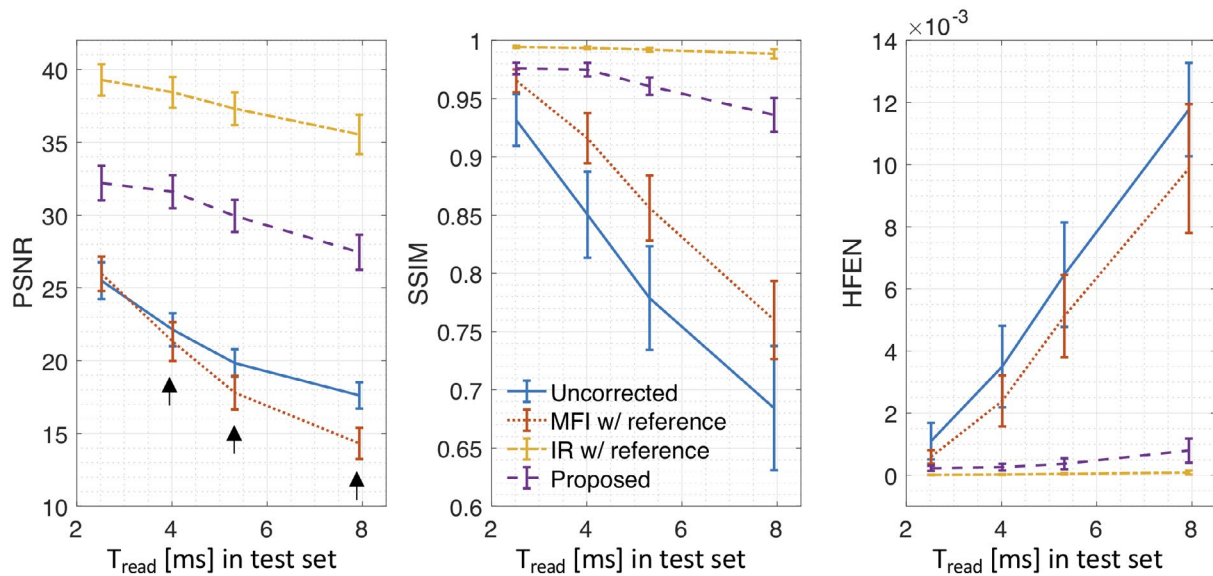 PSNR
40
35
30
25
20
15
10
2 4 6 8
T_read [ms] in test set
SSIM
1
0.95
0.9
0.85
0.8
0.75
0.7
0.65
0.6
Uncorrected
MFI w/ reference
IR w/ reference
Proposed
2 4 6 8
T_read [ms] in test set
HFEN
×10⁻³
14
12
10
8
6
4
2
0
2 4 6 8
T_read [ms] in test set